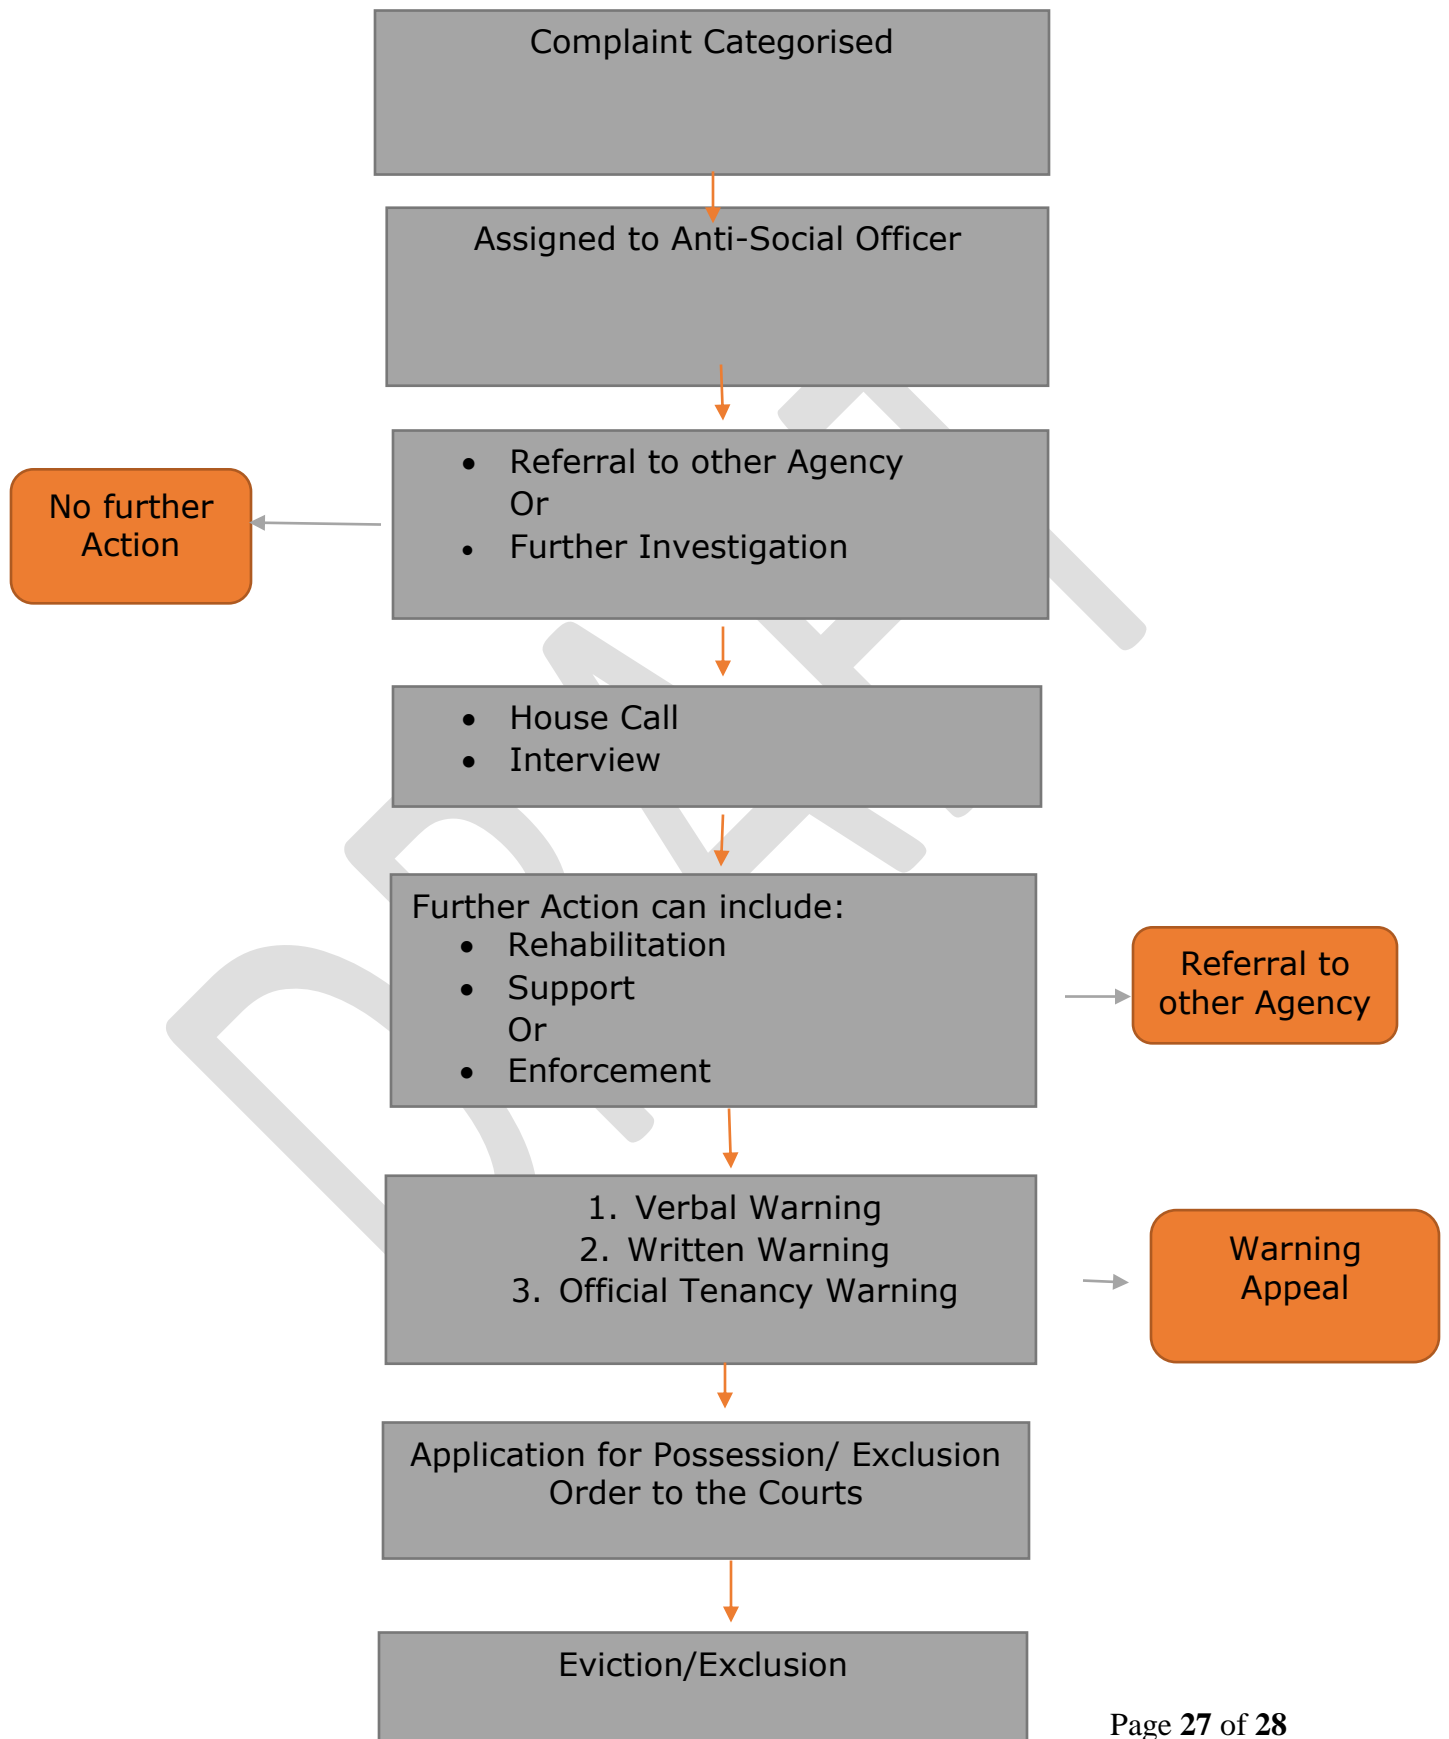 Complaint Categorised
Assigned to Anti-Social Officer
• Referral to other Agency
Or
• Further Investigation
No further
Action
• House Call
• Interview
Further Action can include:
• Rehabilitation
• Support
Or
• Enforcement
Referral to
other Agency
1. Verbal Warning
2. Written Warning
3. Official Tenancy Warning
Warning
Appeal
Application for Possession/ Exclusion
Order to the Courts
Eviction/Exclusion
DRAFT
Page 27 of 28